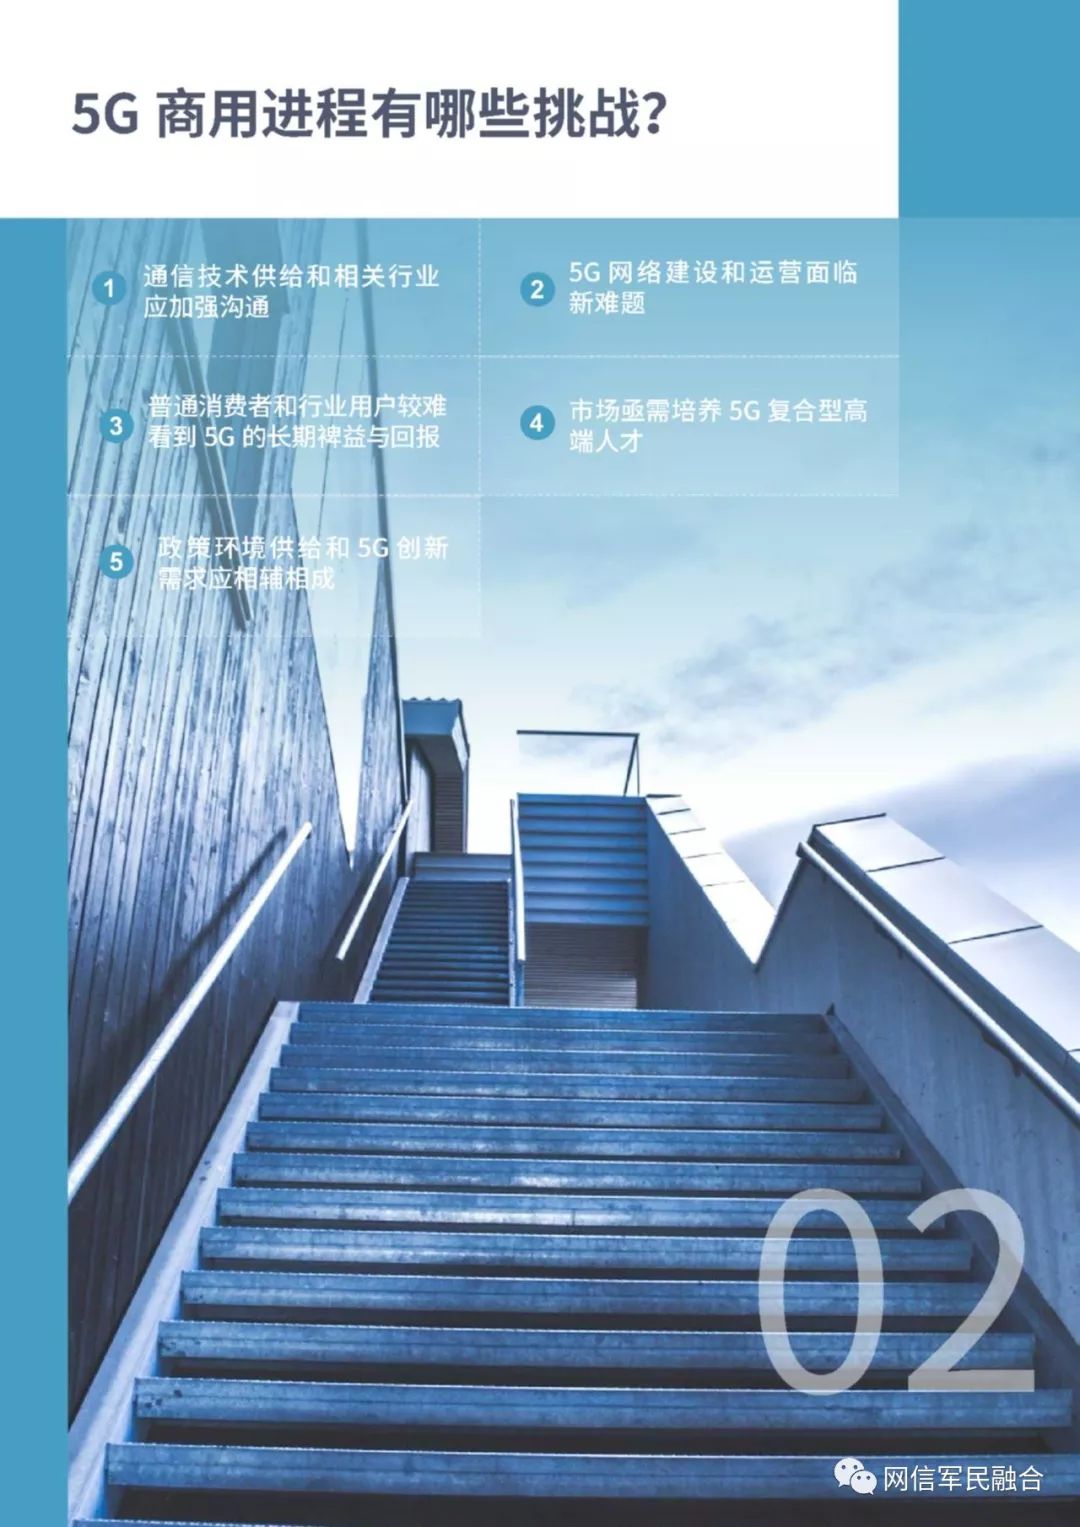 5G 商用进程有哪些挑战?
1
通信技术供给和相关行业
应加强沟通
2
5G 网络建设和运营面临
新难题
3
普通消费者和行业用户较难
看到 5G 的长期裨益与回报
4
市场亟需培养 5G 复合型高
端人才
5
政策环境供给和 5G 创新
需求应相辅相成
02
网信军民融合